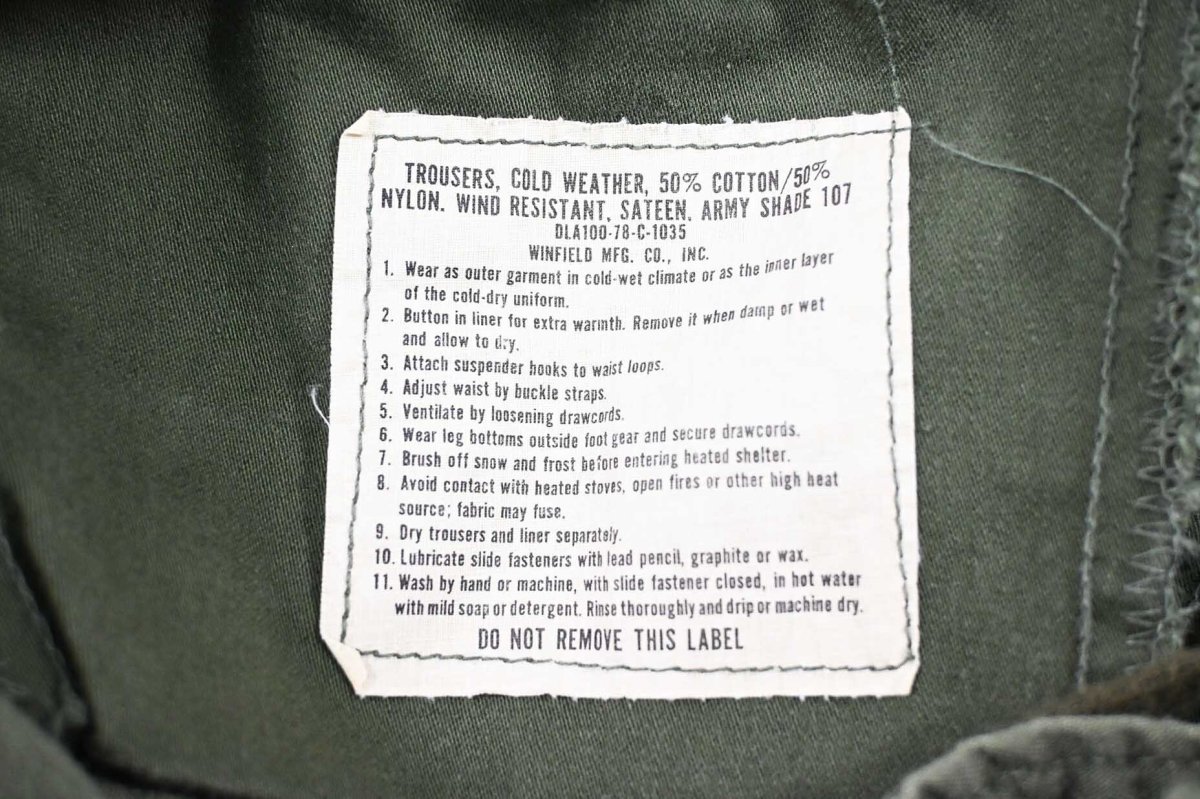 TROUSERS, COLD WEATHER, 50% COTTON/50%
NYLON. WIND RESISTANT, SATEEN, ARMY SHADE 107
DLA100-78-C-1035
WINFIELD MFG. CO., INC.
1. Wear as outer garment in cold-wet climate or as the inner layer
of the cold-dry uniform.
2. Button in liner for extra warmth. Remove it when damp or wet
and allow to dry.
3. Attach suspender hooks to waist loops.
4. Adjust waist by buckle straps.
5. Ventilate by loosening drawcords.
6. Wear leg bottoms outside foot gear and secure drawcords.
7. Brush off snow and frost before entering heated shelter.
8. Avoid contact with heated stoves, open fires or other high heat
source; fabric may fuse.
9. Dry trousers and liner separately.
10. Lubricate slide fasteners with lead pencil, graphite or wax.
11. Wash by hand or machine, with slide fastener closed, in hot water
with mild soap or detergent. Rinse thoroughly and drip or machine dry.
DO NOT REMOVE THIS LABEL